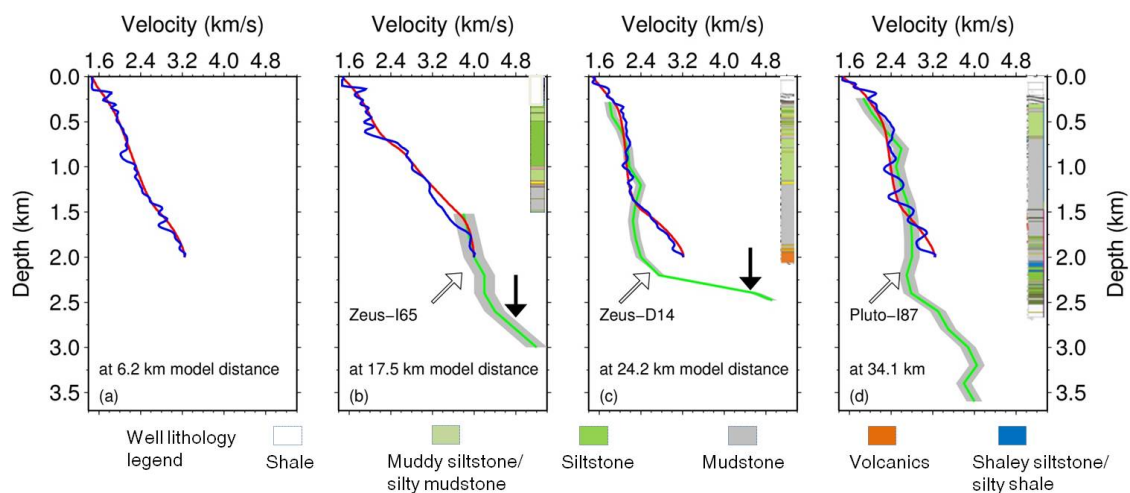 Velocity (km/s) Velocity (km/s) Velocity (km/s) Velocity (km/s)
1.6 2.4 3.2 4.0 4.8 1.6 2.4 3.2 4.0 4.8 1.6 2.4 3.2 4.0 4.8 1.6 2.4 3.2 4.0 4.8
Depth (km)
0.0
0.5
1.0
1.5
2.0
2.5
3.0
3.5
at 6.2 km model distance
(a)
Zeus–I65
at 17.5 km model distance
(b)
Zeus–D14
at 24.2 km model distance
(c)
Pluto–I87
at 34.1 km
(d)
0.0
0.5
1.0
1.5
2.0
2.5
3.0
3.5
Depth (km)
Well lithology
legend
Shale
Muddy siltstone/
silty mudstone
Siltstone
Mudstone
Volcanics
Shaley siltstone/
silty shale